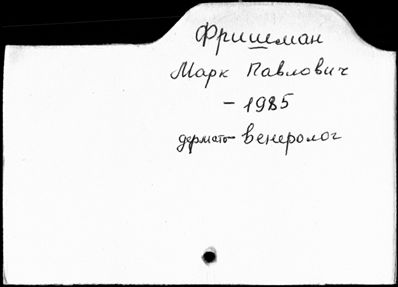 Фришман
Марк Павлович
- 1985
дермато-венеролог